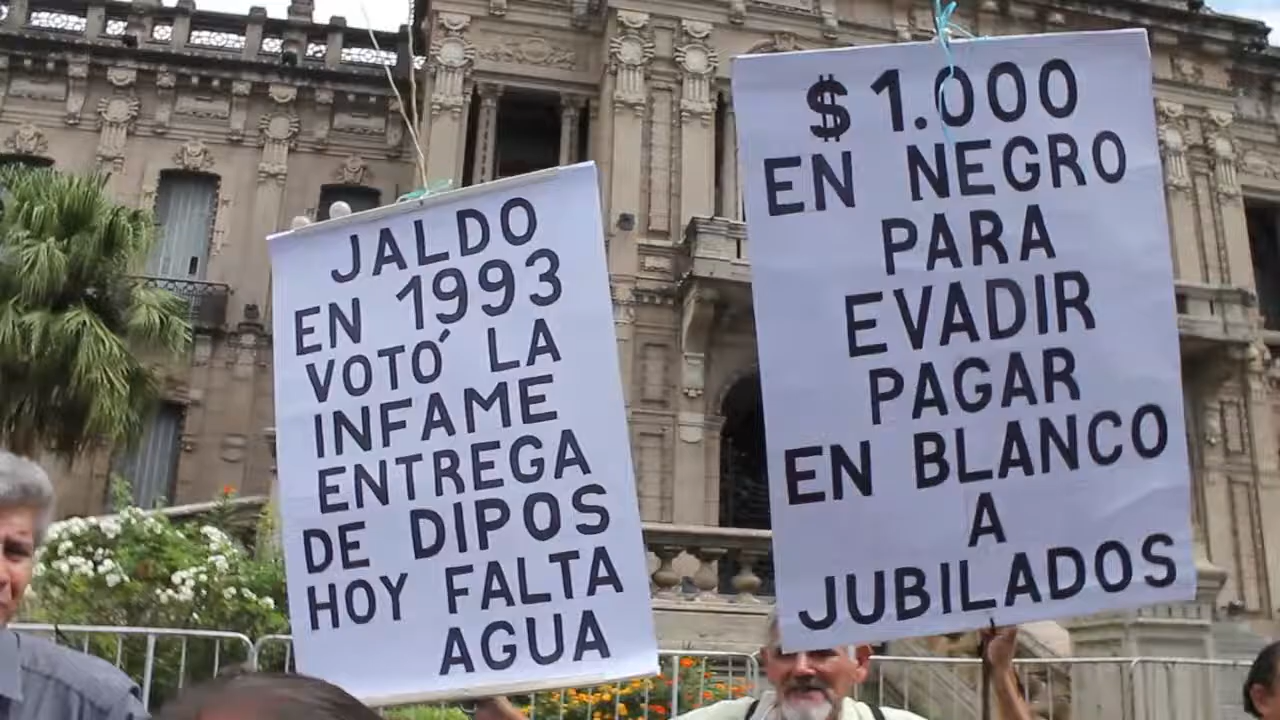 JALDO
EN 1993
VOTÓ LA
INFAME
ENTREGA
DE DIPOS
HOY FALTA
AGUA
$1.000
EN NEGRO
PARA
EVADIR
PAGAR
EN BLANCO
A
JUBILADOS